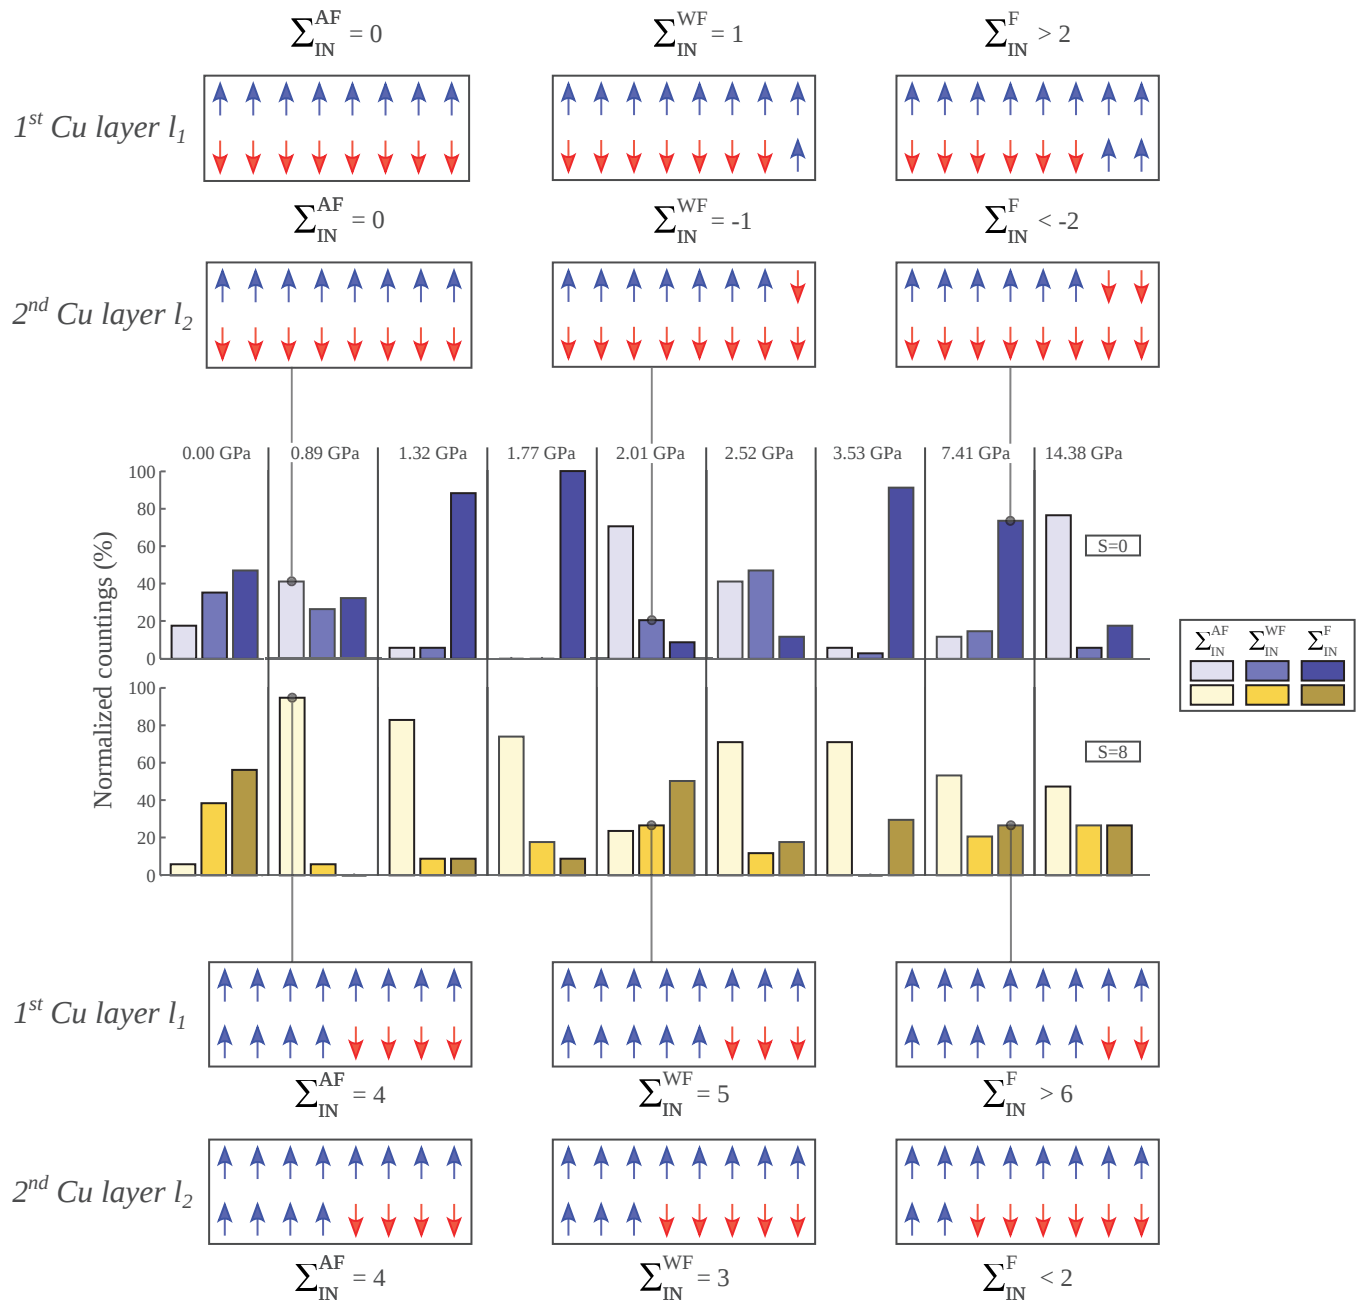 ∑ᴬᶠ_IN = 0 ∑ᵂᶠ_IN = 1 ∑ᶠ_IN > 2
1st Cu layer l1
∑ᴬᶠ_IN = 0 ∑ᵂᶠ_IN = -1 ∑ᶠ_IN < -2
2nd Cu layer l2
0.00 GPa 0.89 GPa 1.32 GPa 1.77 GPa 2.01 GPa 2.52 GPa 3.53 GPa 7.41 GPa 14.38 GPa
Normalized countings (%)
100
80
60
40
20
0
S=0
100
80
60
40
20
0
S=8
∑ᴬᶠ_IN ∑ᵂᶠ_IN ∑ᶠ_IN
1st Cu layer l1
∑ᴬᶠ_IN = 4 ∑ᵂᶠ_IN = 5 ∑ᶠ_IN > 6
2nd Cu layer l2
∑ᴬᶠ_IN = 4 ∑ᵂᶠ_IN = 3 ∑ᶠ_IN < 2